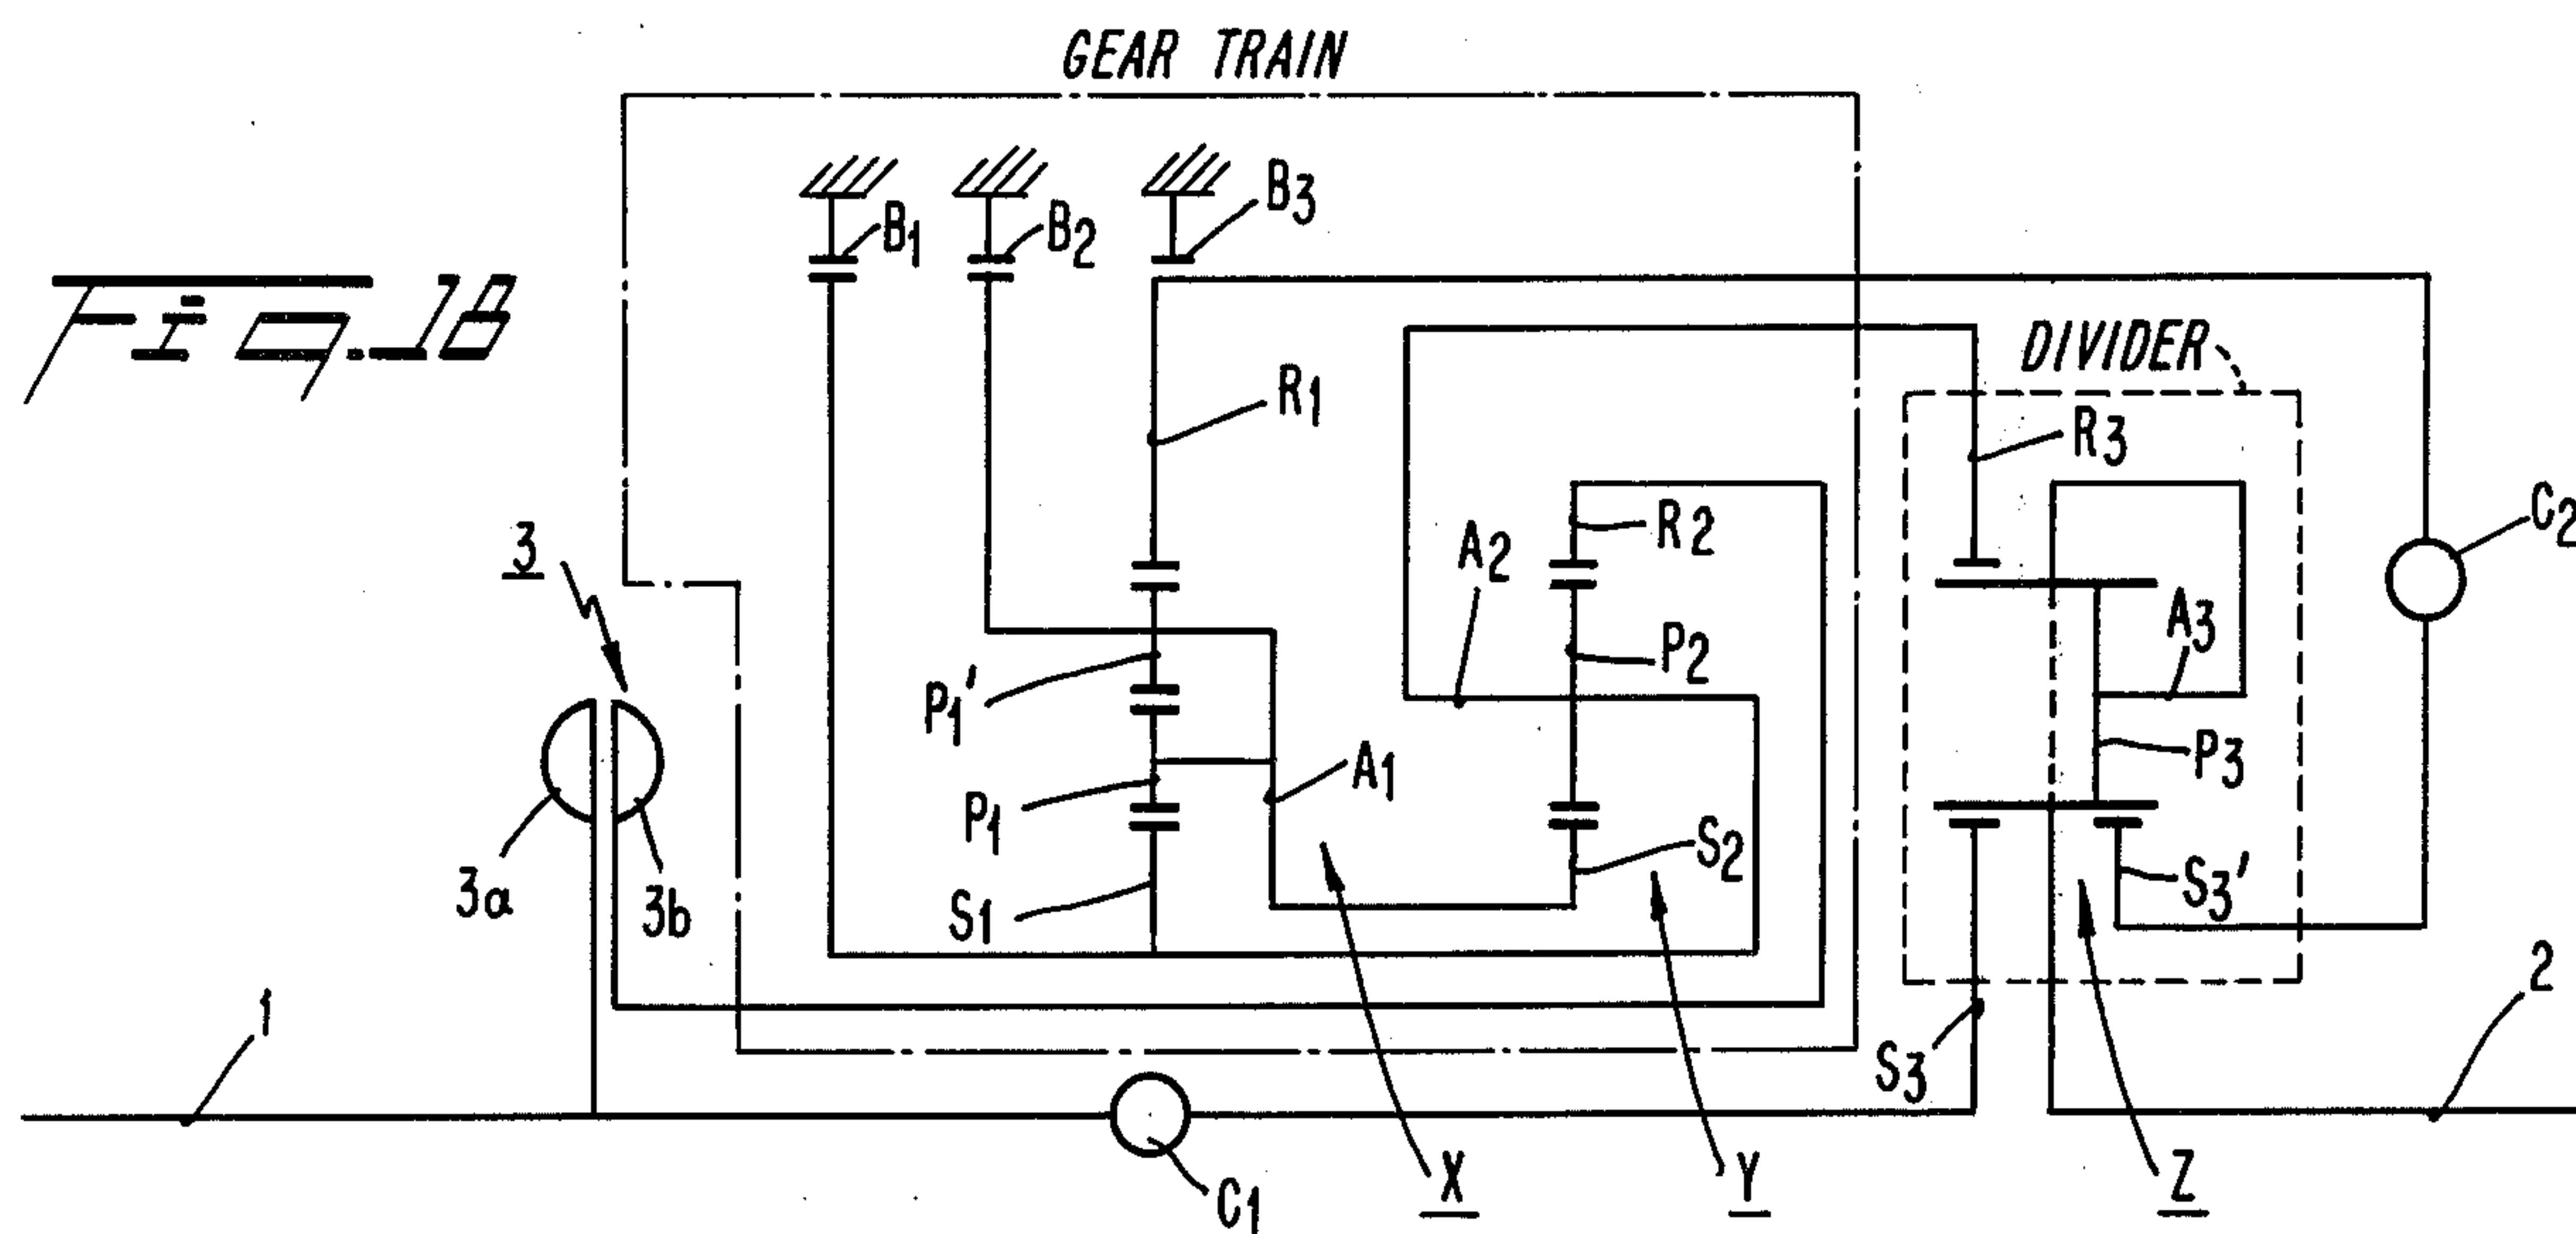 GEAR TRAIN
B1
B2
B3
Fig. 18
DIVIDER
R1
R3
R2
A2
C2
3
A3
P2
P1'
P3
A1
P1
S2
3a
3b
S1
S3'
2
1
S3
C1
X
Y
Z